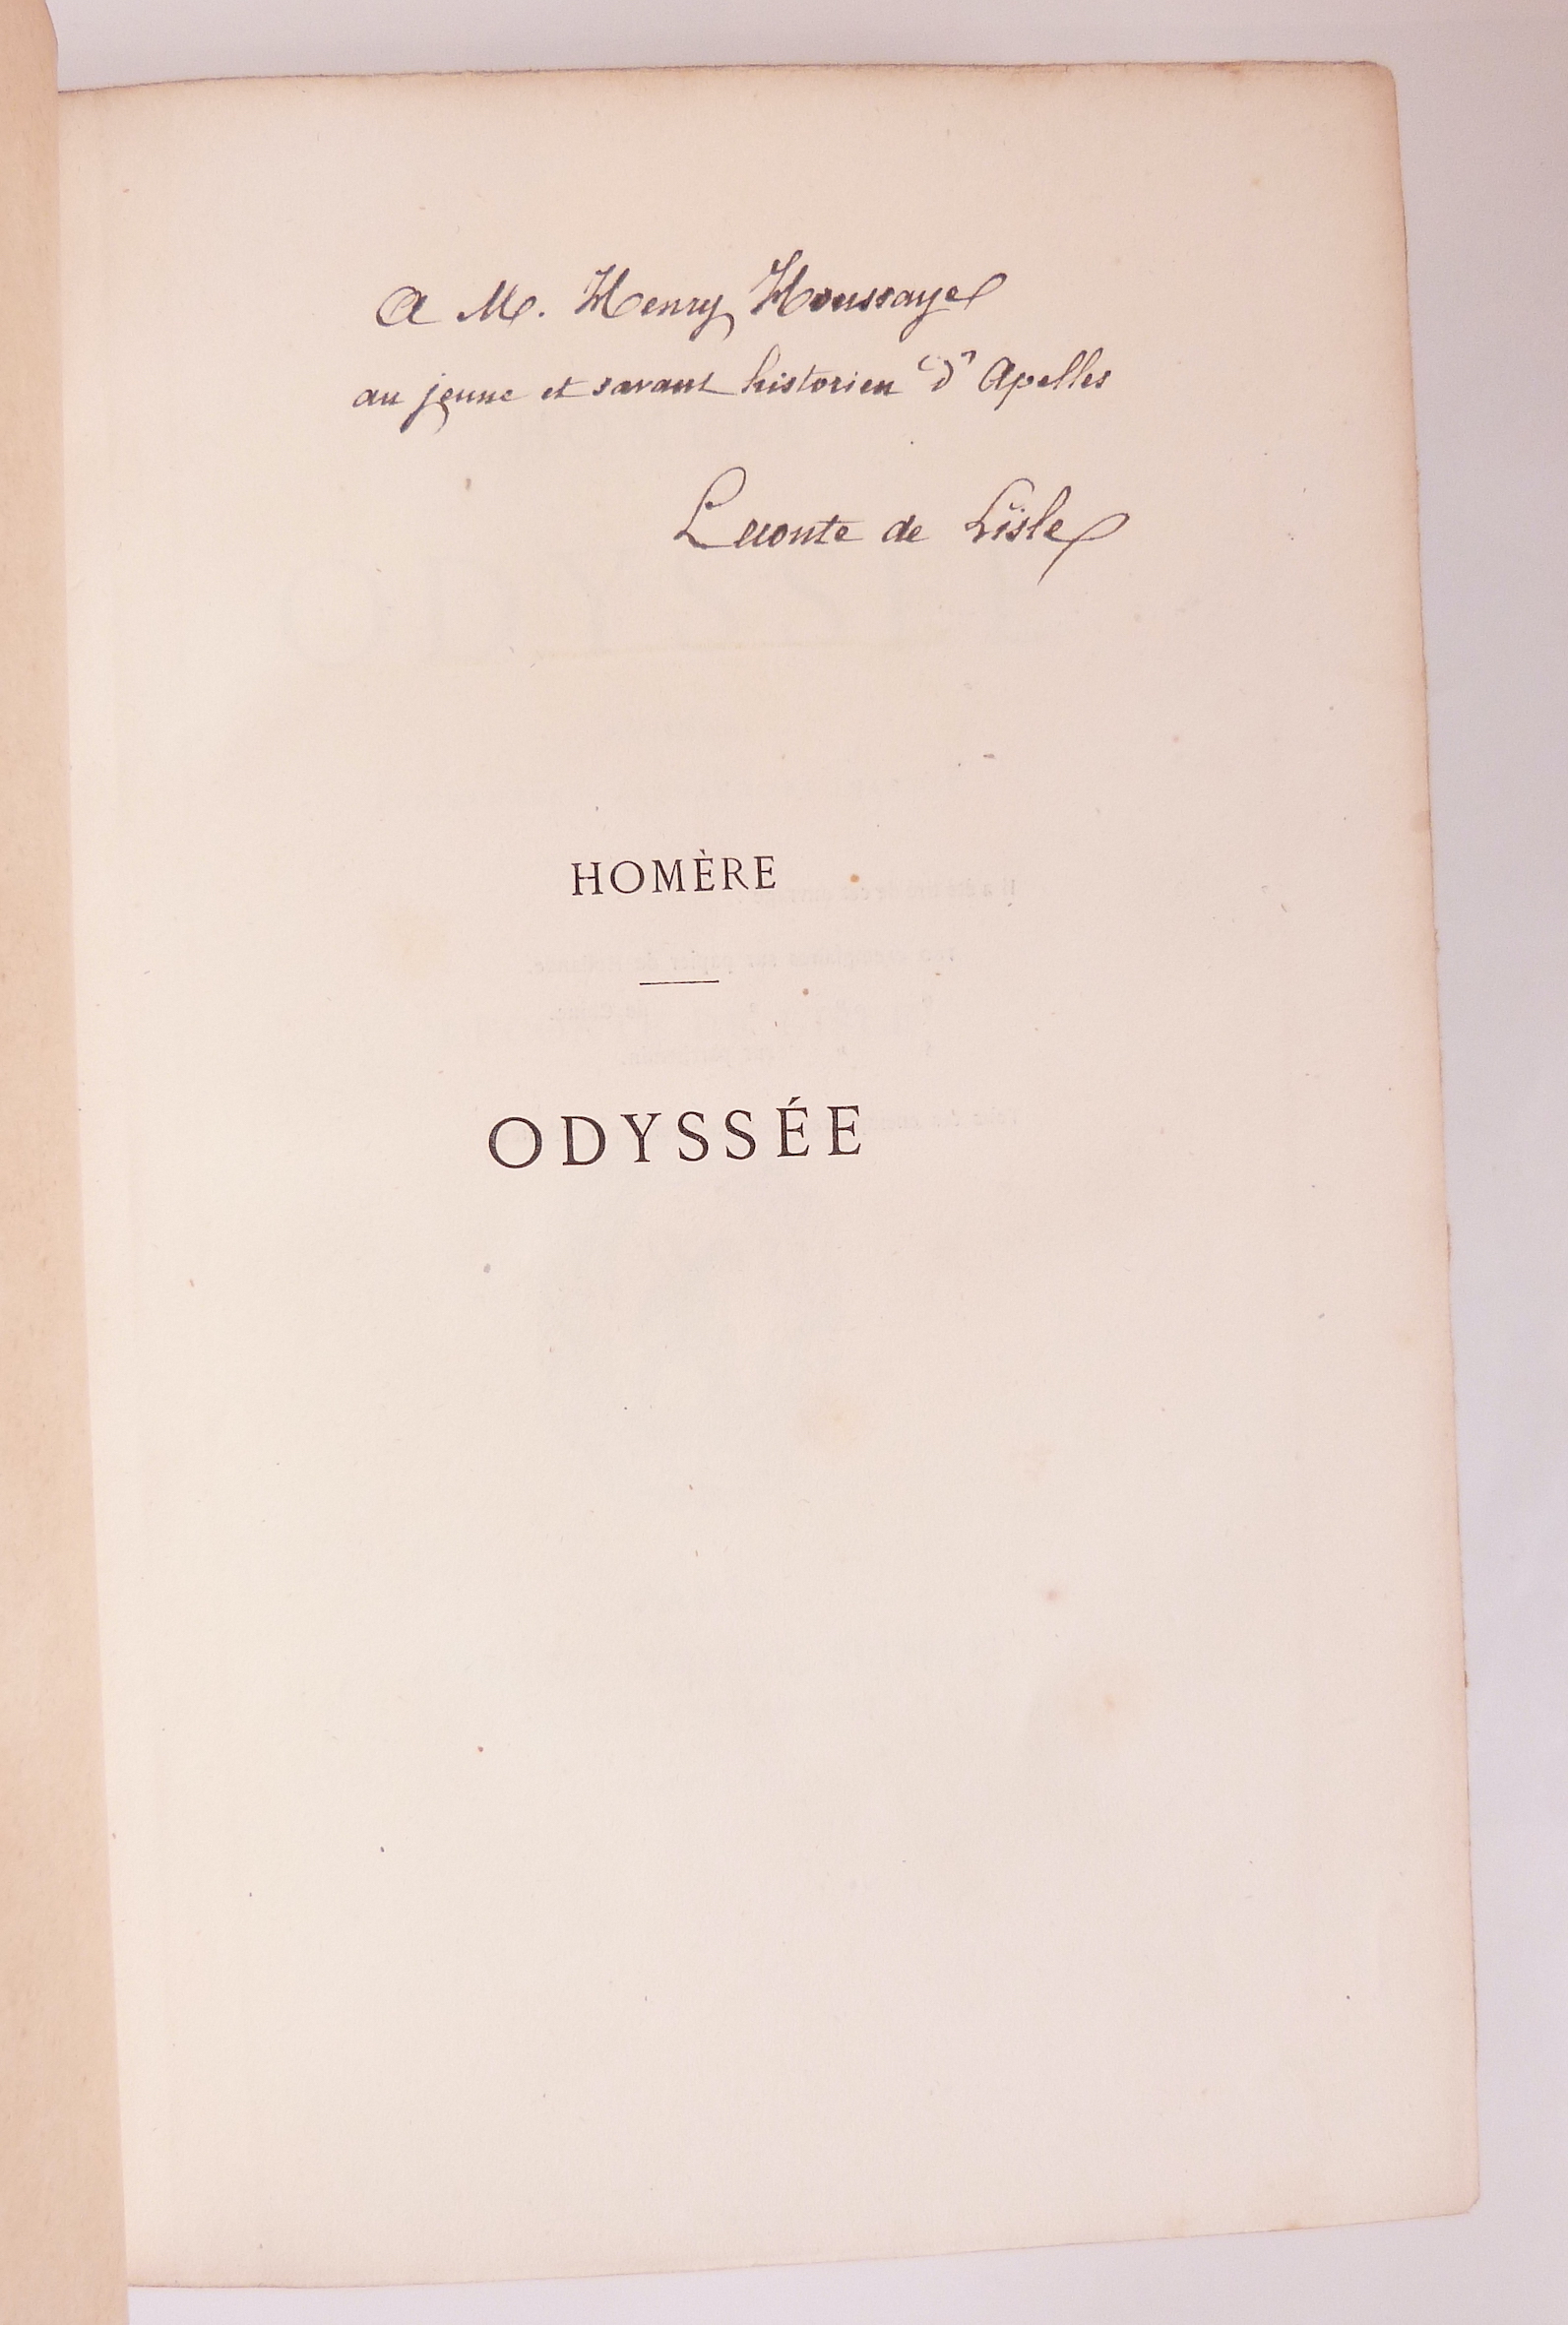 A M. Henry Houssaye
au jeune et savant historien d'Apelles
Leconte de Lisle
HOMÈRE
ODYSSÉE